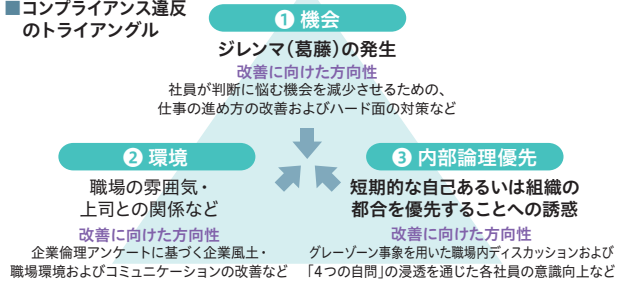 ■コンプライアンス違反
のトライアングル
❶ 機会
ジレンマ（葛藤）の発生
改善に向けた方向性
社員が判断に悩む機会を減少させるための、
仕事の進め方の改善およびハード面の対策など
❷ 環境
職場の雰囲気・
上司との関係など
改善に向けた方向性
企業倫理アンケートに基づく企業風土・
職場環境およびコミュニケーションの改善など
❸ 内部論理優先
短期的な自己あるいは組織の
都合を優先することへの誘惑
改善に向けた方向性
グレーゾーン事象を用いた職場内ディスカッションおよび
「4つの自問」の浸透を通じた各社員の意識向上など